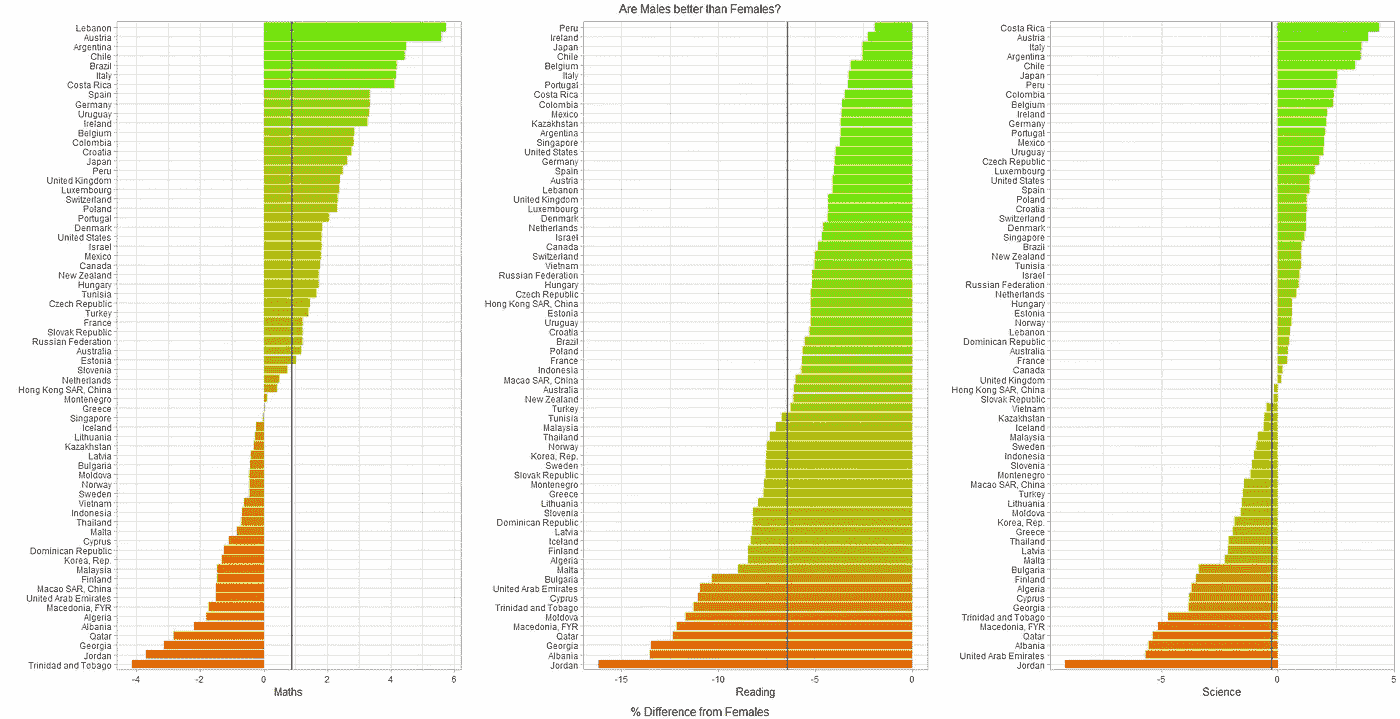 Are Males better than Females?
Lebanon
Austria
Argentina
Chile
Brazil
Italy
Costa Rica
Spain
Germany
Uruguay
Ireland
Belgium
Colombia
Croatia
Japan
Peru
United Kingdom
Luxembourg
Switzerland
Poland
Portugal
Denmark
United States
Israel
Mexico
Canada
New Zealand
Hungary
Tunisia
Czech Republic
Turkey
France
Slovak Republic
Russian Federation
Australia
Estonia
Slovenia
Netherlands
Hong Kong SAR, China
Montenegro
Greece
Singapore
Iceland
Lithuania
Kazakhstan
Latvia
Bulgaria
Moldova
Norway
Sweden
Vietnam
Indonesia
Thailand
Malta
Cyprus
Dominican Republic
Korea, Rep.
Malaysia
Finland
Macao SAR, China
United Arab Emirates
Macedonia, FYR
Algeria
Albania
Qatar
Georgia
Jordan
Trinidad and Tobago
-4 -2 0 2 4 6
Maths
Peru
Ireland
Japan
Chile
Belgium
Italy
Portugal
Costa Rica
Colombia
Mexico
Kazakhstan
Argentina
Singapore
United States
Germany
Spain
Austria
Lebanon
United Kingdom
Luxembourg
Denmark
Netherlands
Israel
Canada
Switzerland
Vietnam
Russian Federation
Hungary
Czech Republic
Hong Kong SAR, China
Estonia
Uruguay
Croatia
Brazil
Poland
France
Indonesia
Macao SAR, China
Australia
New Zealand
Turkey
Tunisia
Malaysia
Thailand
Norway
Korea, Rep.
Sweden
Slovak Republic
Montenegro
Greece
Lithuania
Slovenia
Dominican Republic
Latvia
Iceland
Finland
Algeria
Malta
Bulgaria
United Arab Emirates
Cyprus
Trinidad and Tobago
Moldova
Macedonia, FYR
Qatar
Georgia
Albania
Jordan
-15 -10 -5 0
Reading
Costa Rica
Austria
Italy
Argentina
Chile
Japan
Peru
Colombia
Belgium
Ireland
Germany
Portugal
Mexico
Uruguay
Czech Republic
Luxembourg
United States
Spain
Poland
Croatia
Switzerland
Denmark
Singapore
Brazil
New Zealand
Tunisia
Israel
Russian Federation
Netherlands
Hungary
Estonia
Norway
Lebanon
Dominican Republic
Australia
France
Canada
United Kingdom
Hong Kong SAR, China
Slovak Republic
Vietnam
Kazakhstan
Iceland
Malaysia
Sweden
Indonesia
Slovenia
Montenegro
Macao SAR, China
Turkey
Lithuania
Moldova
Korea, Rep.
Greece
Thailand
Latvia
Malta
Bulgaria
Finland
Algeria
Cyprus
Georgia
Trinidad and Tobago
Macedonia, FYR
Qatar
Albania
United Arab Emirates
Jordan
-5 0 5
Science
% Difference from Females